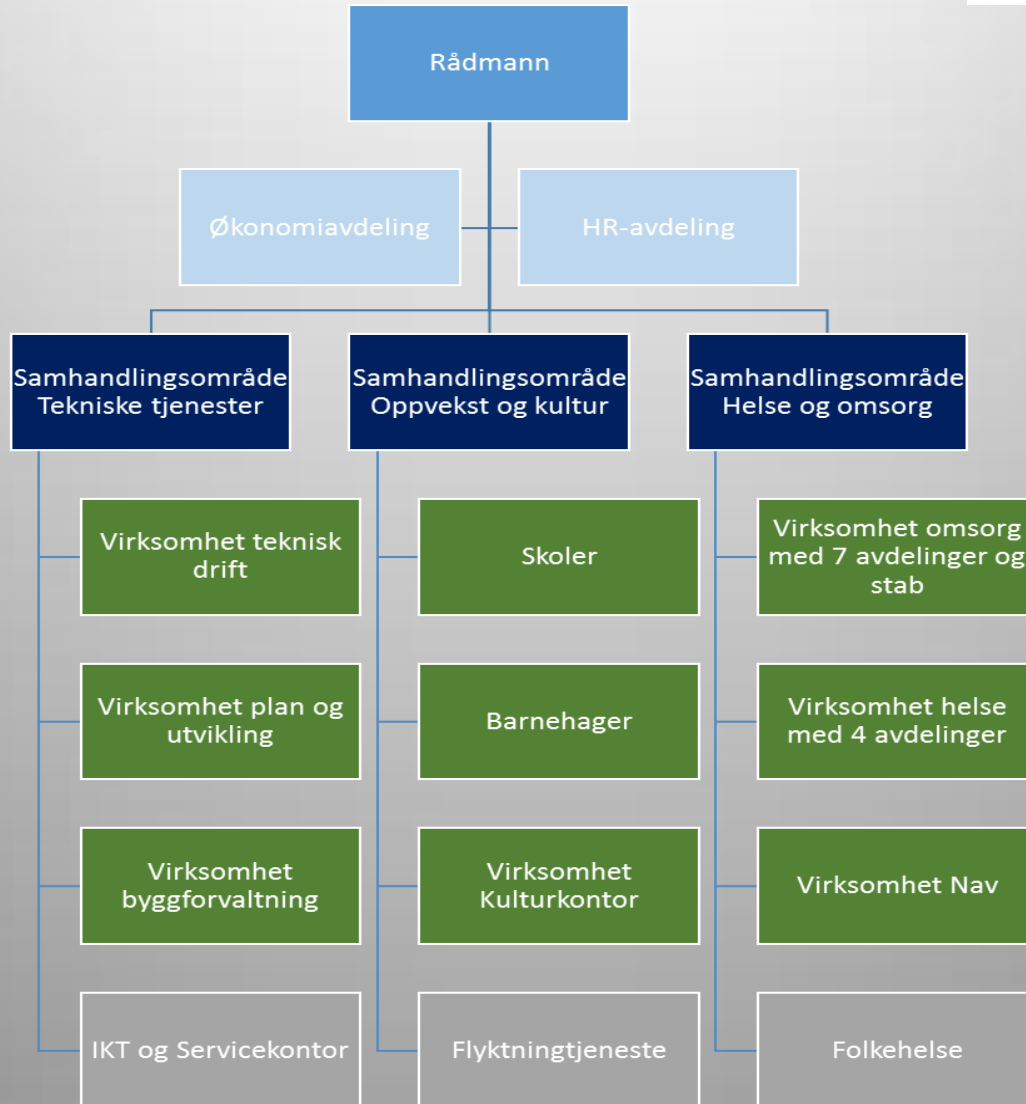 Rådmann
Økonomiavdeling
HR-avdeling
Samhandlingsområde
Tekniske tjenester
Samhandlingsområde
Oppvekst og kultur
Samhandlingsområde
Helse og omsorg
Virksomhet teknisk
drift
Skoler
Virksomhet omsorg
med 7 avdelinger og
stab
Virksomhet plan og
utvikling
Barnehager
Virksomhet helse
med 4 avdelinger
Virksomhet
byggforvaltning
Virksomhet
Kulturkontor
Virksomhet Nav
IKT og Servicekontor
Flyktningtjeneste
Folkehelse